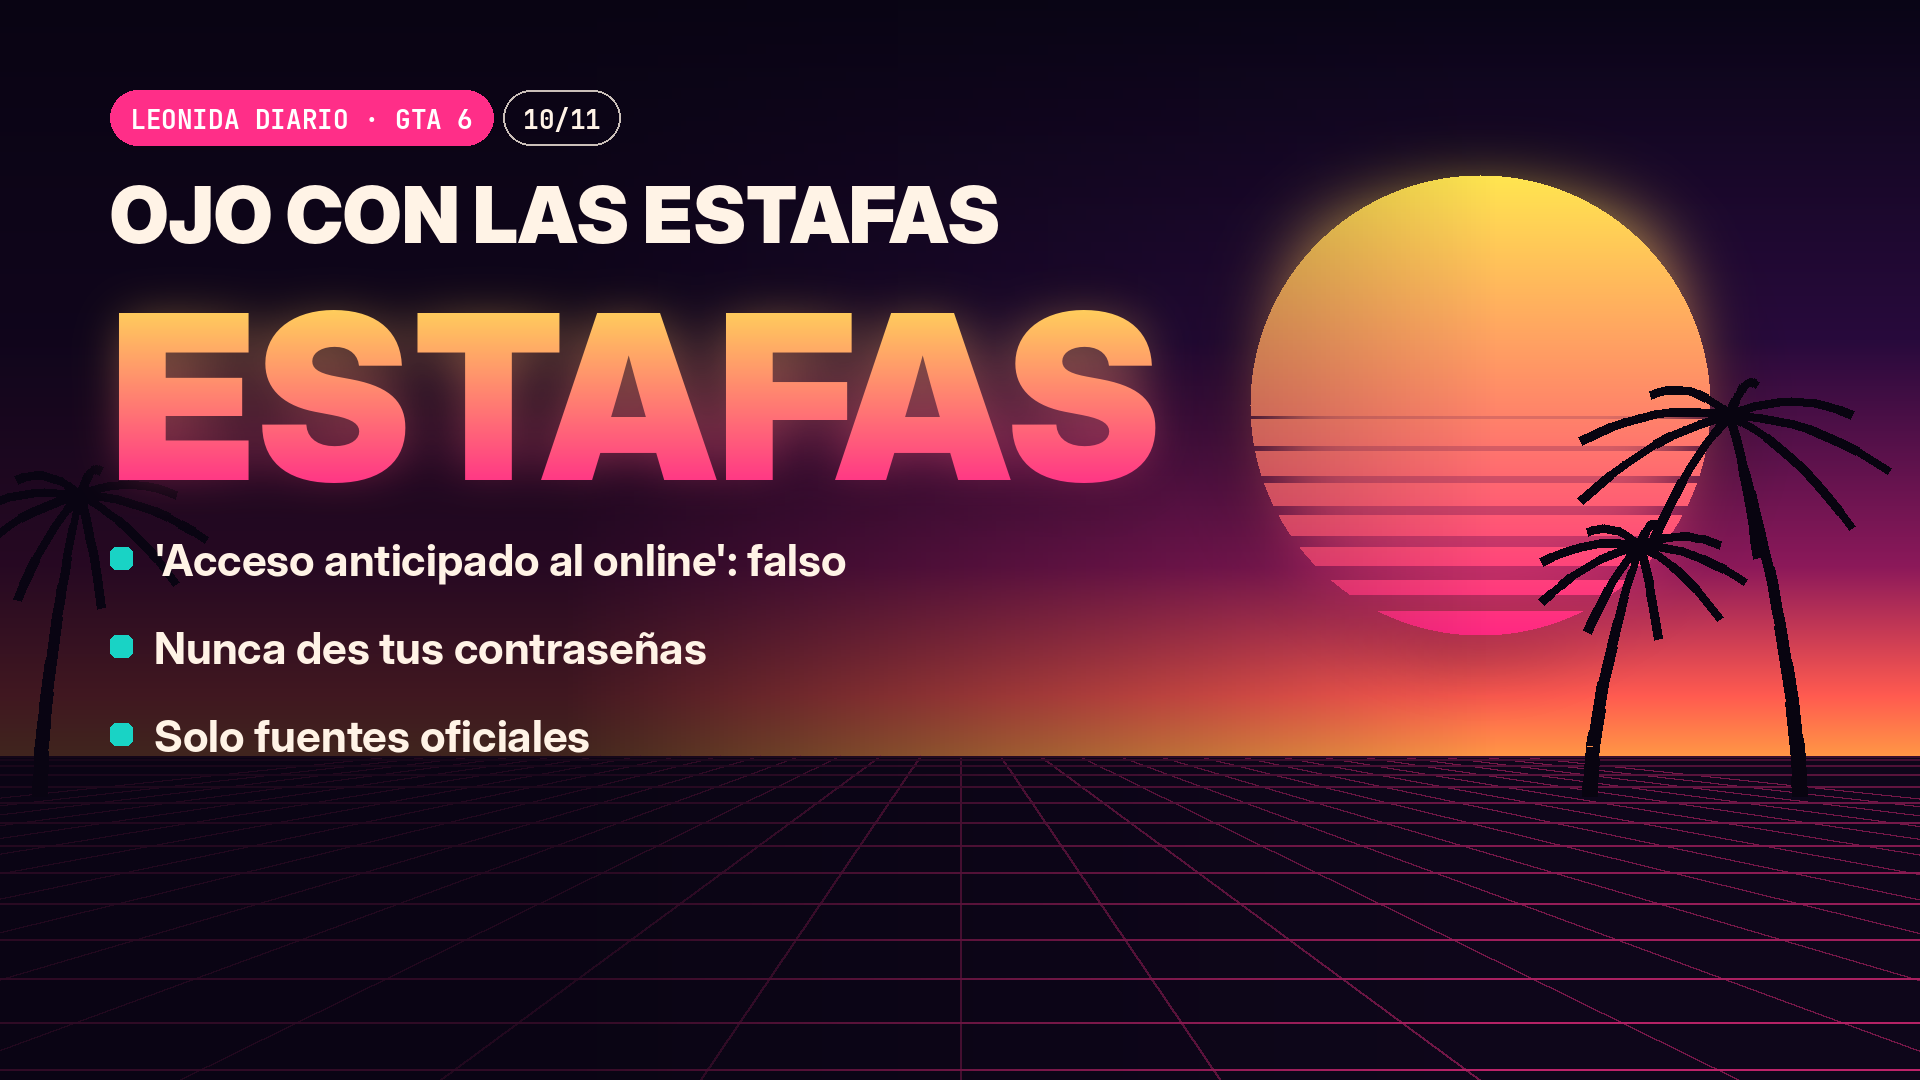 LEONIDA DIARIO · GTA 6
10/11
OJO CON LAS ESTAFAS
ESTAFAS
'Acceso anticipado al online': falso
Nunca des tus contraseñas
Solo fuentes oficiales